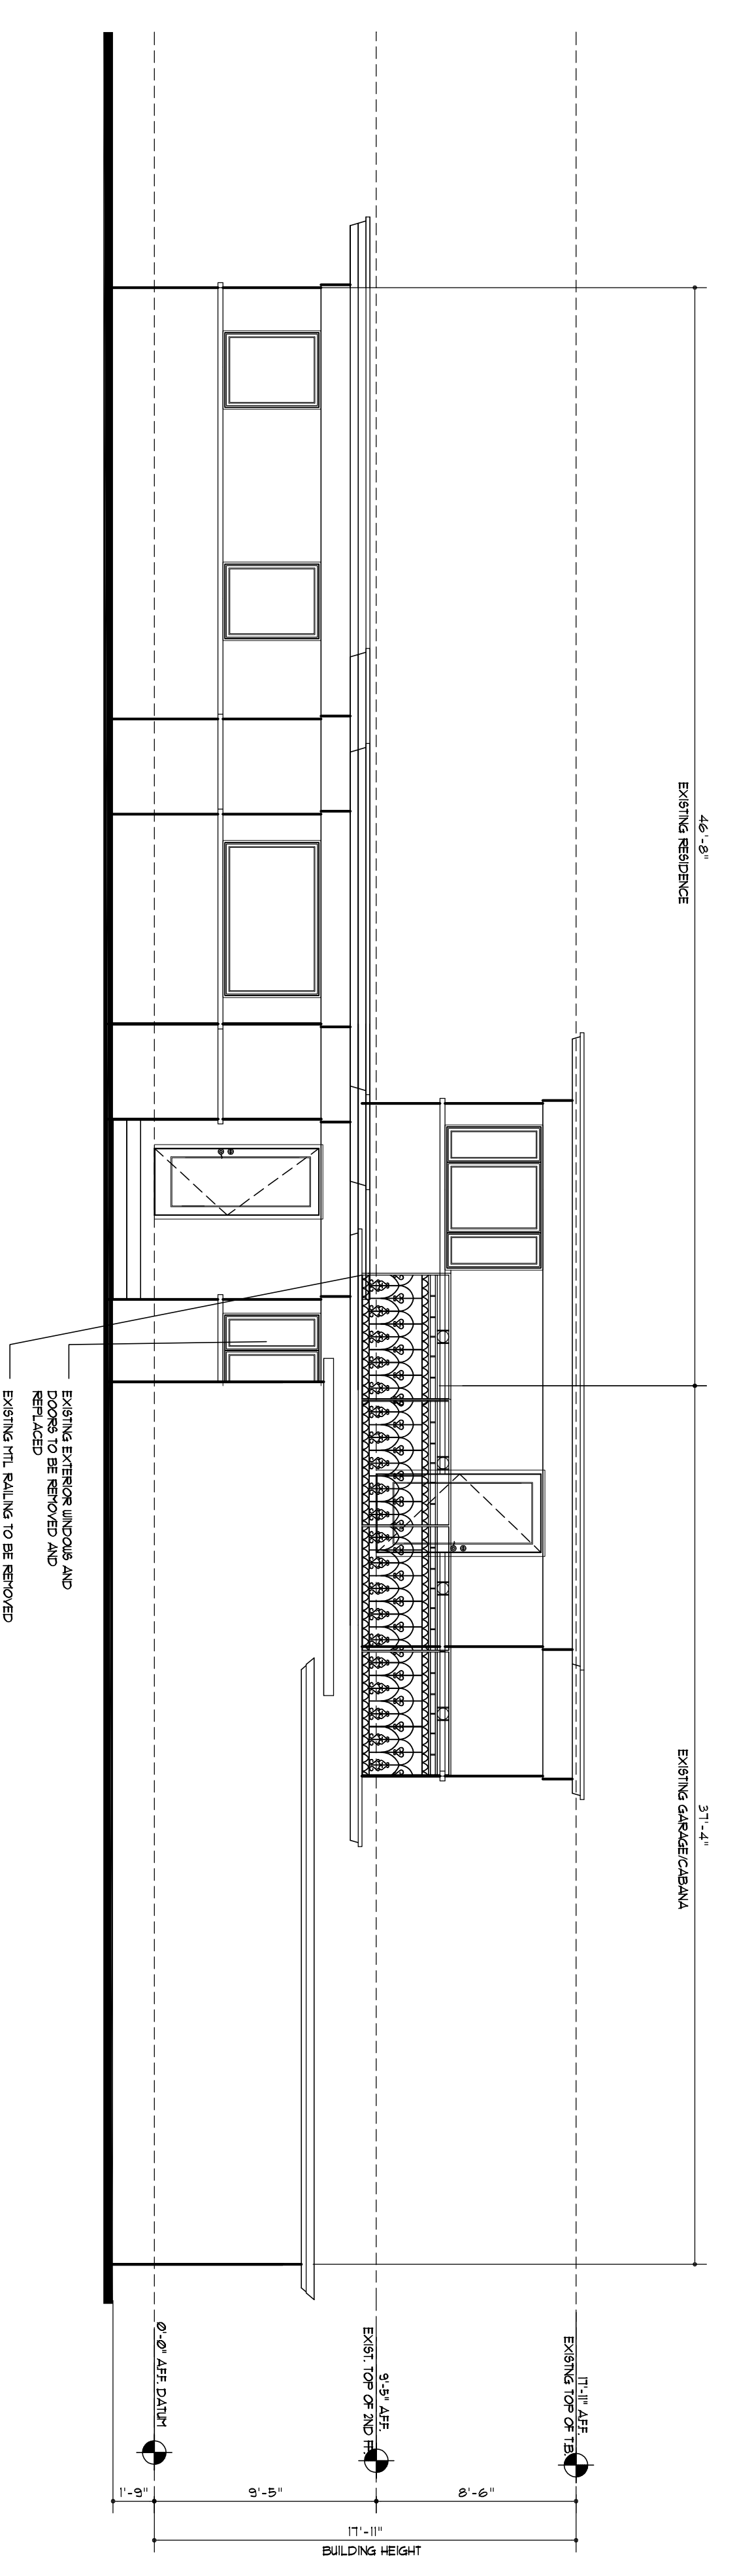 46'-8"
EXISTING RESIDENCE
37'-4"
EXISTING GARAGE/CABANA
17'-11" A.F.F.
EXISTNG TOP OF T.B.
9'-5" A.F.F.
EXIST. TOP OF 2ND FF.
0'-0" A.F.F. DATUM
8'-6"
9'-5"
1'-9"
17'-11"
BUILDING HEIGHT
EXISTING EXTERIOR WINDOWS AND
DOORS TO BE REMOVED AND
REPLACED
EXISTING MTL RAILING TO BE REMOVED